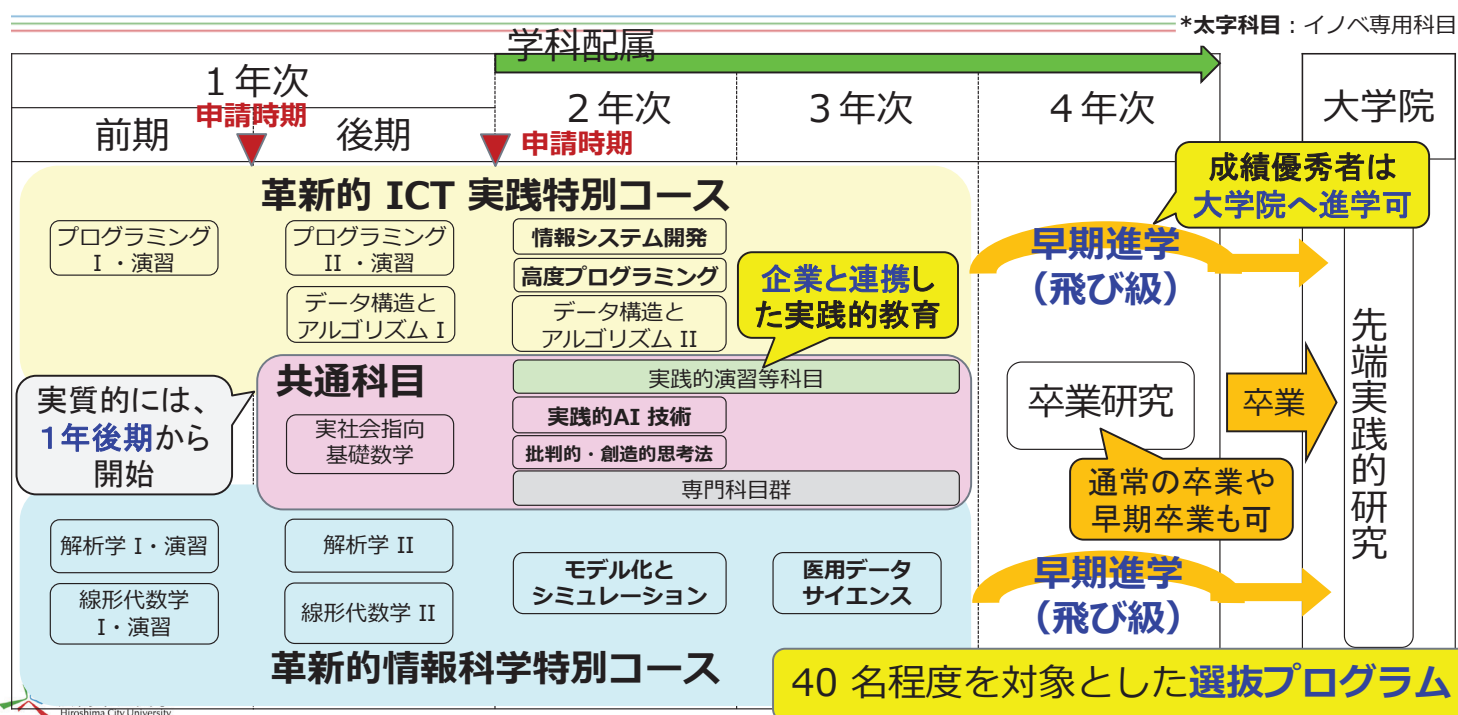 *太字科目：イノベ専用科目
学科配属
1年次
2年次
3年次
4年次
大学院
前期
申請時期
後期
申請時期
革新的 ICT 実践特別コース
成績優秀者は
大学院へ進学可
プログラミング
I ・演習
プログラミング
II ・演習
データ構造と
アルゴリズム I
情報システム開発
高度プログラミング
データ構造と
アルゴリズム II
企業と連携し
た実践的教育
早期進学
（飛び級）
共通科目
実質的には、
1年後期から
開始
実社会指向
基礎数学
実践的演習等科目
実践的AI 技術
批判的・創造的思考法
専門科目群
卒業研究
卒業
先端実践的研究
通常の卒業や
早期卒業も可
解析学 I・演習
線形代数学
I・演習
解析学 II
線形代数学 II
モデル化と
シミュレーション
医用データ
サイエンス
早期進学
（飛び級）
革新的情報科学特別コース
40 名程度を対象とした選抜プログラム
Hiroshima City University